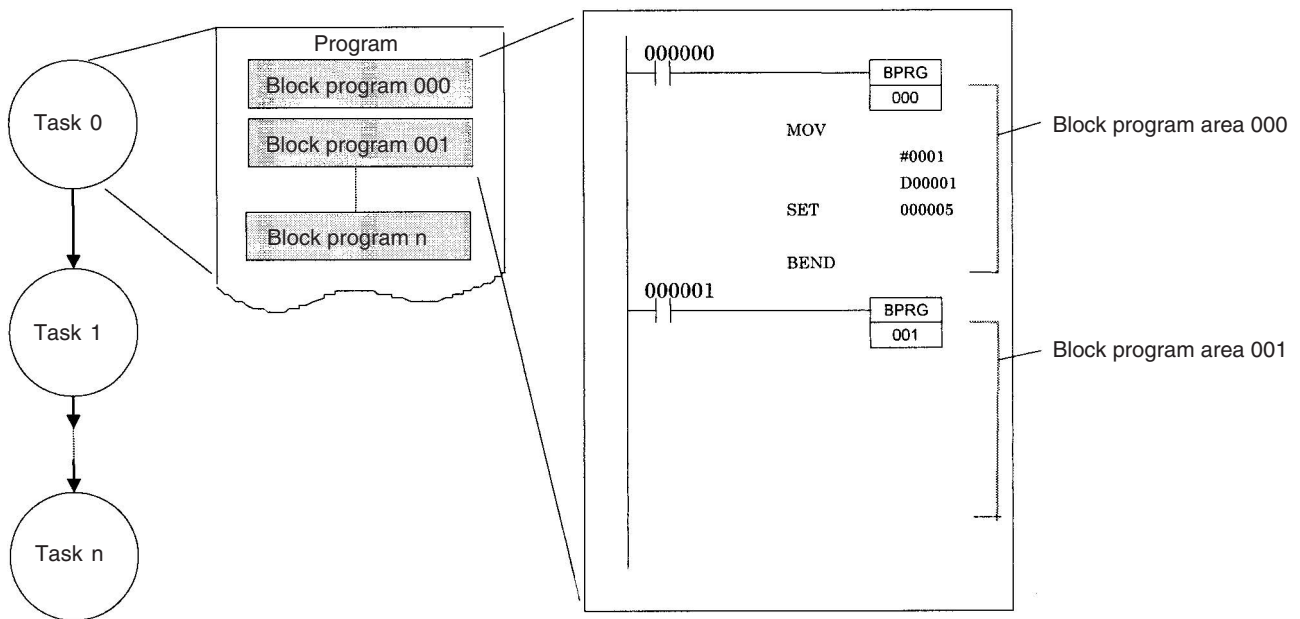 Task 0
Task 1
Task n
Program
Block program 000
Block program 001
Block program n
000000
BPRG
000
MOV
#0001
D00001
SET 000005
BEND
000001
BPRG
001
Block program area 000
Block program area 001